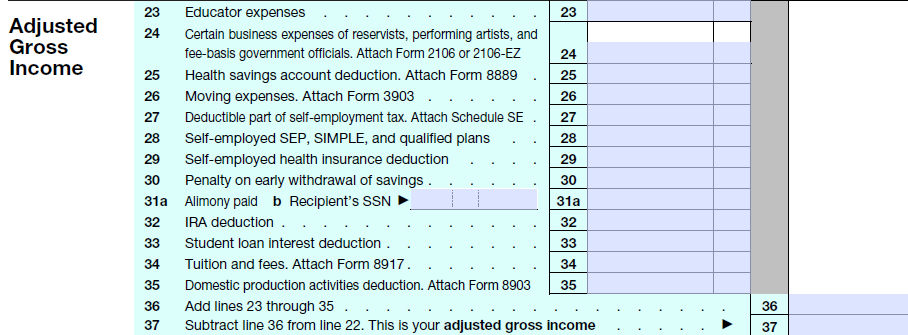 Adjusted
Gross
Income
23 Educator expenses . . . . . . . . . . . 23
24 Certain business expenses of reservists, performing artists, and
fee-basis government officials. Attach Form 2106 or 2106-EZ 24
25 Health savings account deduction. Attach Form 8889 . 25
26 Moving expenses. Attach Form 3903 . . . . . . 26
27 Deductible part of self-employment tax. Attach Schedule SE . 27
28 Self-employed SEP, SIMPLE, and qualified plans . . 28
29 Self-employed health insurance deduction . . . . 29
30 Penalty on early withdrawal of savings . . . . . . 30
31a Alimony paid b Recipient's SSN ▶ 31a
32 IRA deduction . . . . . . . . . . . . . 32
33 Student loan interest deduction . . . . . . . . 33
34 Tuition and fees. Attach Form 8917 . . . . . . . 34
35 Domestic production activities deduction. Attach Form 8903 35
36 Add lines 23 through 35 . . . . . . . . . . . . . . . . . . . 36
37 Subtract line 36 from line 22. This is your adjusted gross income . . . . . ▶ 37